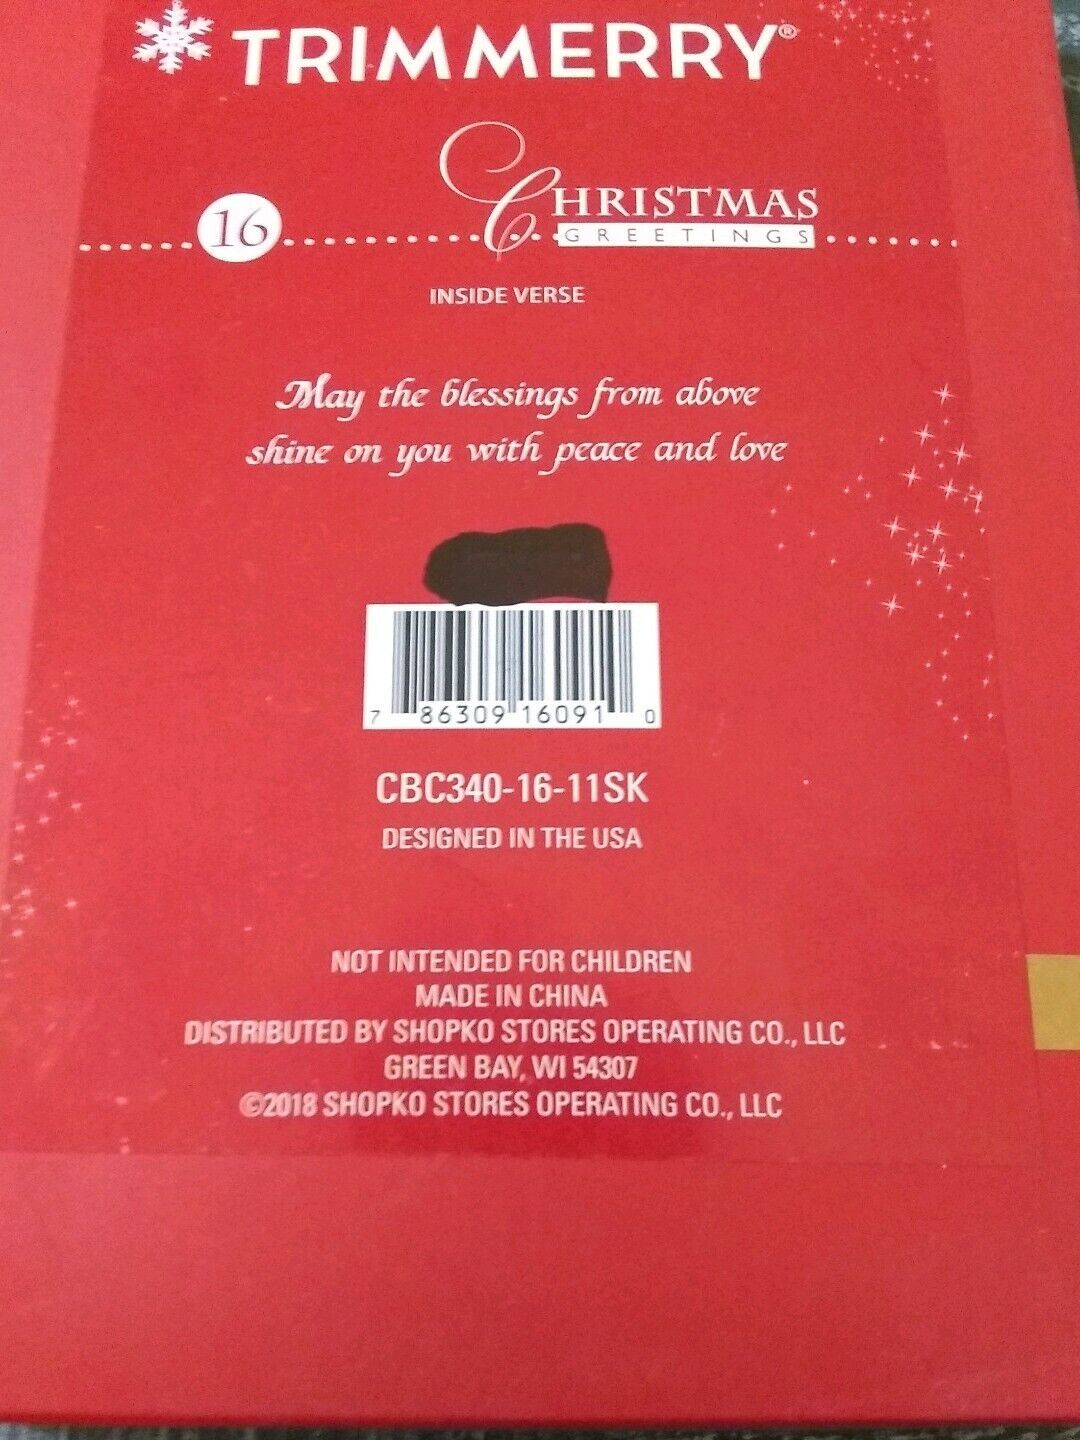 TRIMMERRY®
16
CHRISTMAS
GREETINGS
INSIDE VERSE
May the blessings from above
shine on you with peace and love
7 86309 16091 0
CBC340-16-11SK
DESIGNED IN THE USA
NOT INTENDED FOR CHILDREN
MADE IN CHINA
DISTRIBUTED BY SHOPKO STORES OPERATING CO., LLC
GREEN BAY, WI 54307
©2018 SHOPKO STORES OPERATING CO., LLC